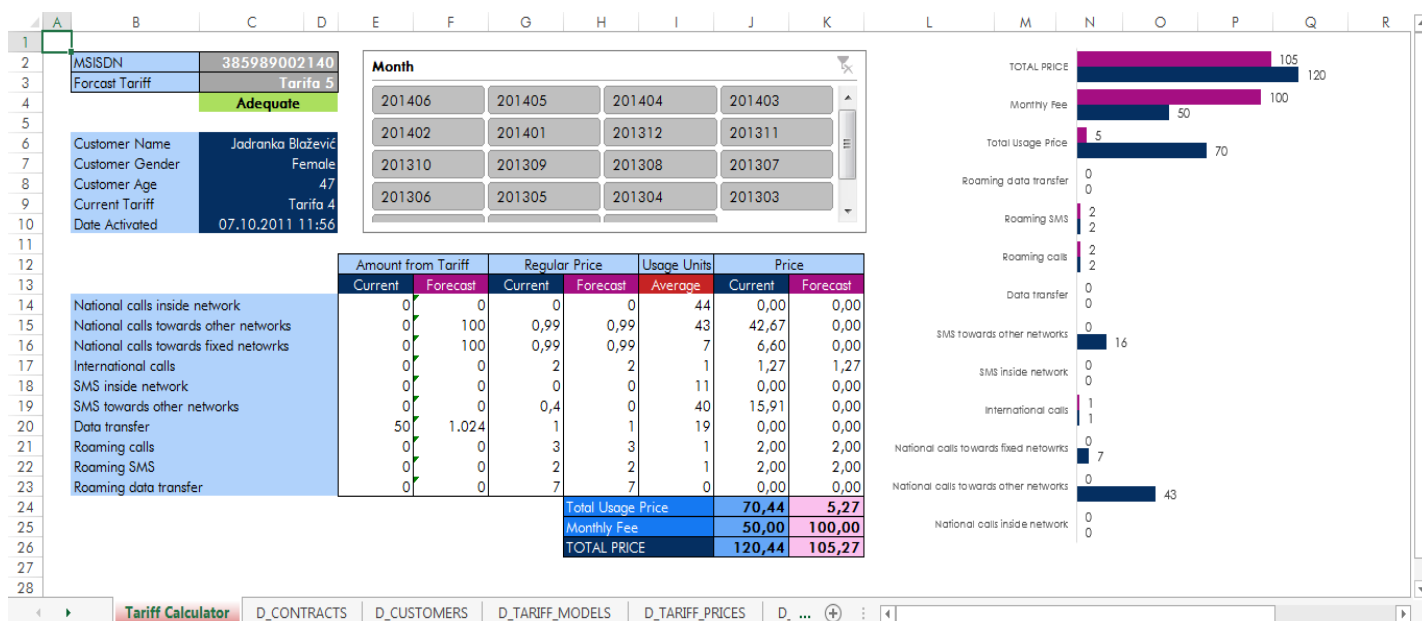 A B C D E F G H I J K L M N O P Q R
1
2 MSISDN 385989002140
3 Forcast Tariff Tarifa 5
4 Adequate
5
6 Customer Name Jadranka Blažević
7 Customer Gender Female
8 Customer Age 47
9 Current Tariff Tarifa 4
10 Date Activated 07.10.2011 11:56
Month
201406 201405 201404 201403
201402 201401 201312 201311
201310 201309 201308 201307
201306 201305 201304 201303
11
12 Amount from Tariff Regular Price Usage Units Price
13 Current Forecast Current Forecast Average Current Forecast
14 National calls inside network 0 0 0 0 44 0,00 0,00
15 National calls towards other networks 0 100 0,99 0,99 43 42,67 0,00
16 National calls towards fixed netowrks 0 100 0,99 0,99 7 6,60 0,00
17 International calls 0 0 2 2 1 1,27 1,27
18 SMS inside network 0 0 0 0 11 0,00 0,00
19 SMS towards other networks 0 0 0,4 0 40 15,91 0,00
20 Data transfer 50 1.024 1 1 19 0,00 0,00
21 Roaming calls 0 0 3 3 1 2,00 2,00
22 Roaming SMS 0 0 2 2 1 2,00 2,00
23 Roaming data transfer 0 0 7 7 0 0,00 0,00
24 Total Usage Price 70,44 5,27
25 Monthly Fee 50,00 100,00
26 TOTAL PRICE 120,44 105,27
27
28
TOTAL PRICE 105 120
Monthly Fee 100 50
Total Usage Price 5 70
Roaming data transfer 0 0
Roaming SMS 2 2
Roaming calls 2 2
Data transfer 0 0
SMS towards other networks 0 16
SMS inside network 0 0
International calls 1 1
National calls towards fixed netowrks 0 7
National calls towards other networks 0 43
National calls inside network 0 0
Tariff Calculator D_CONTRACTS D_CUSTOMERS D_TARIFF_MODELS D_TARIFF_PRICES D_ ...